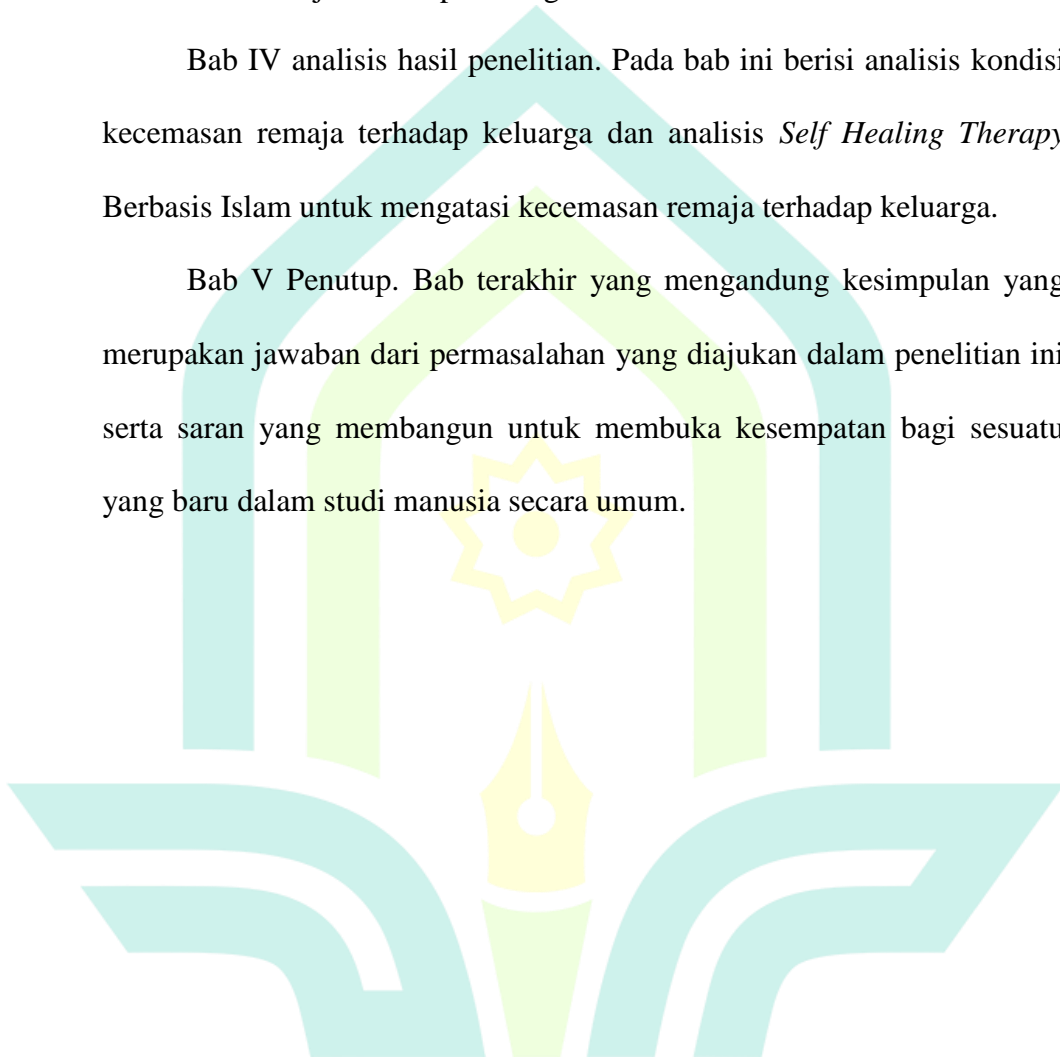 Bab IV analisis hasil penelitian. Pada bab ini berisi analisis kondisi
kecemasan remaja terhadap keluarga dan analisis Self Healing Therapy
Berbasis Islam untuk mengatasi kecemasan remaja terhadap keluarga.
Bab V Penutup. Bab terakhir yang mengandung kesimpulan yang
merupakan jawaban dari permasalahan yang diajukan dalam penelitian ini
serta saran yang membangun untuk membuka kesempatan bagi sesuatu
yang baru dalam studi manusia secara umum.